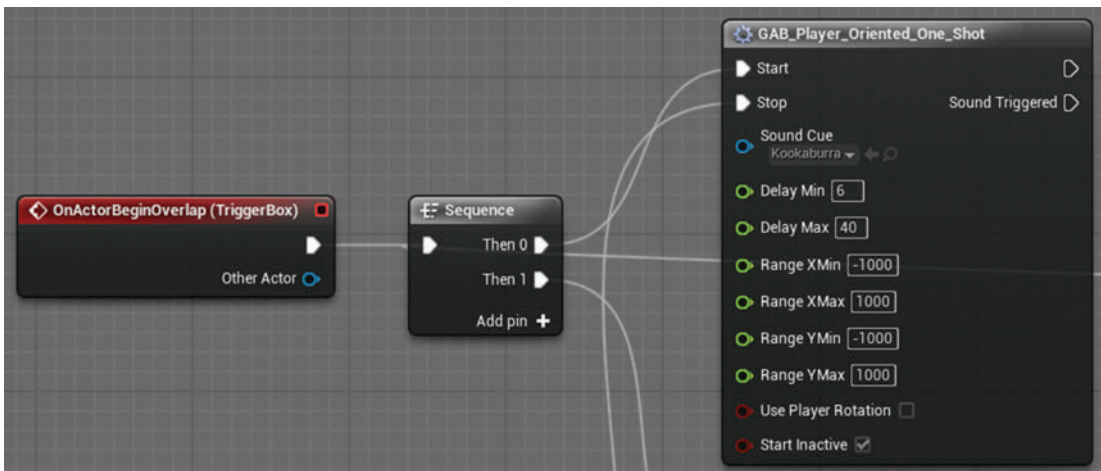 OnActorBeginOverlap (TriggerBox)
Other Actor
Sequence
Then 0
Then 1
Add pin +
GAB_Player_Oriented_One_Shot
Start
Stop Sound Triggered
Sound Cue
Kookaburra
Delay Min 6
Delay Max 40
Range XMin -1000
Range XMax 1000
Range YMin -1000
Range YMax 1000
Use Player Rotation
Start Inactive